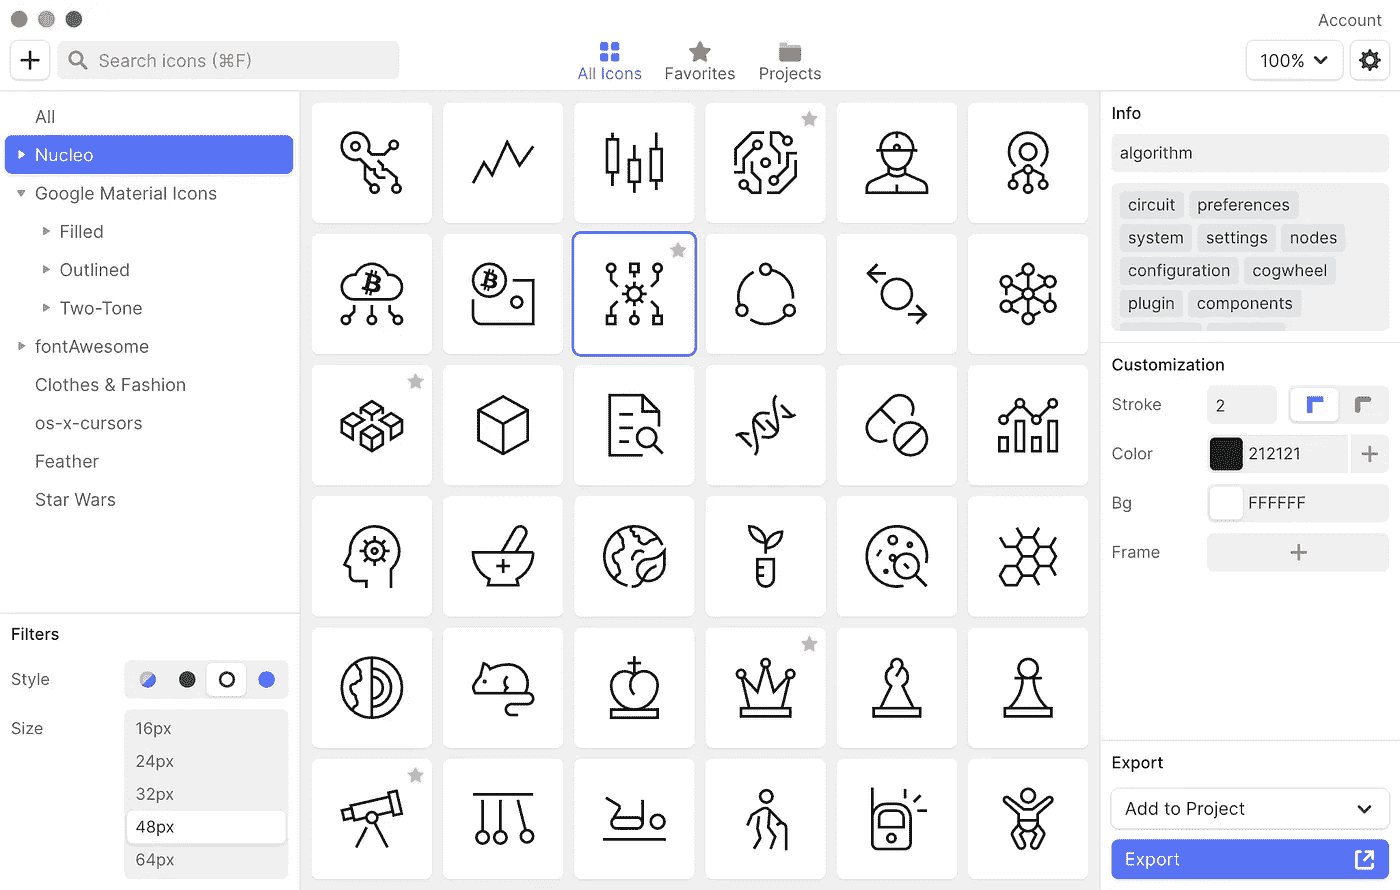 Account
Search icons (⌘F)
All Icons
Favorites
Projects
100%
All
Nucleo
Google Material Icons
Filled
Outlined
Two-Tone
fontAwesome
Clothes & Fashion
os-x-cursors
Feather
Star Wars
Filters
Style
Size
16px
24px
32px
48px
64px
Info
algorithm
circuit preferences
system settings nodes
configuration cogwheel
plugin components
Customization
Stroke 2
Color 212121
Bg FFFFFF
Frame
Export
Add to Project
Export